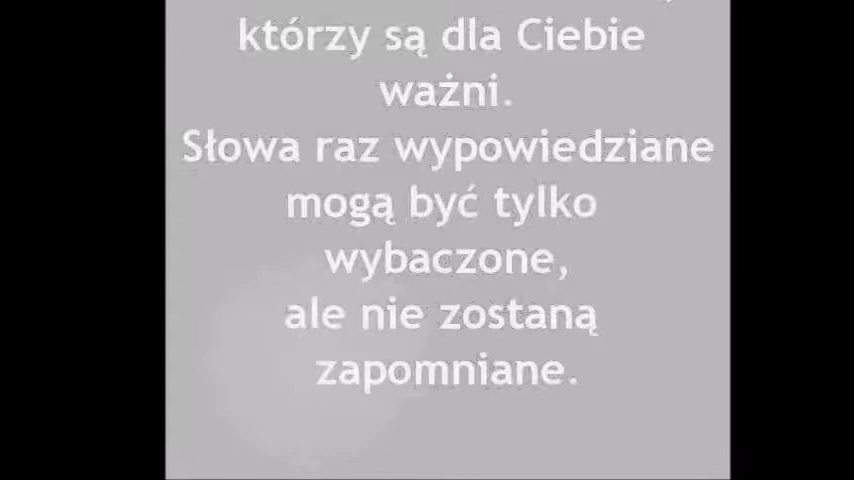 którzy są dla Ciebie
ważni.
Słowa raz wypowiedziane
mogą być tylko
wybaczone,
ale nie zostaną
zapomniane.